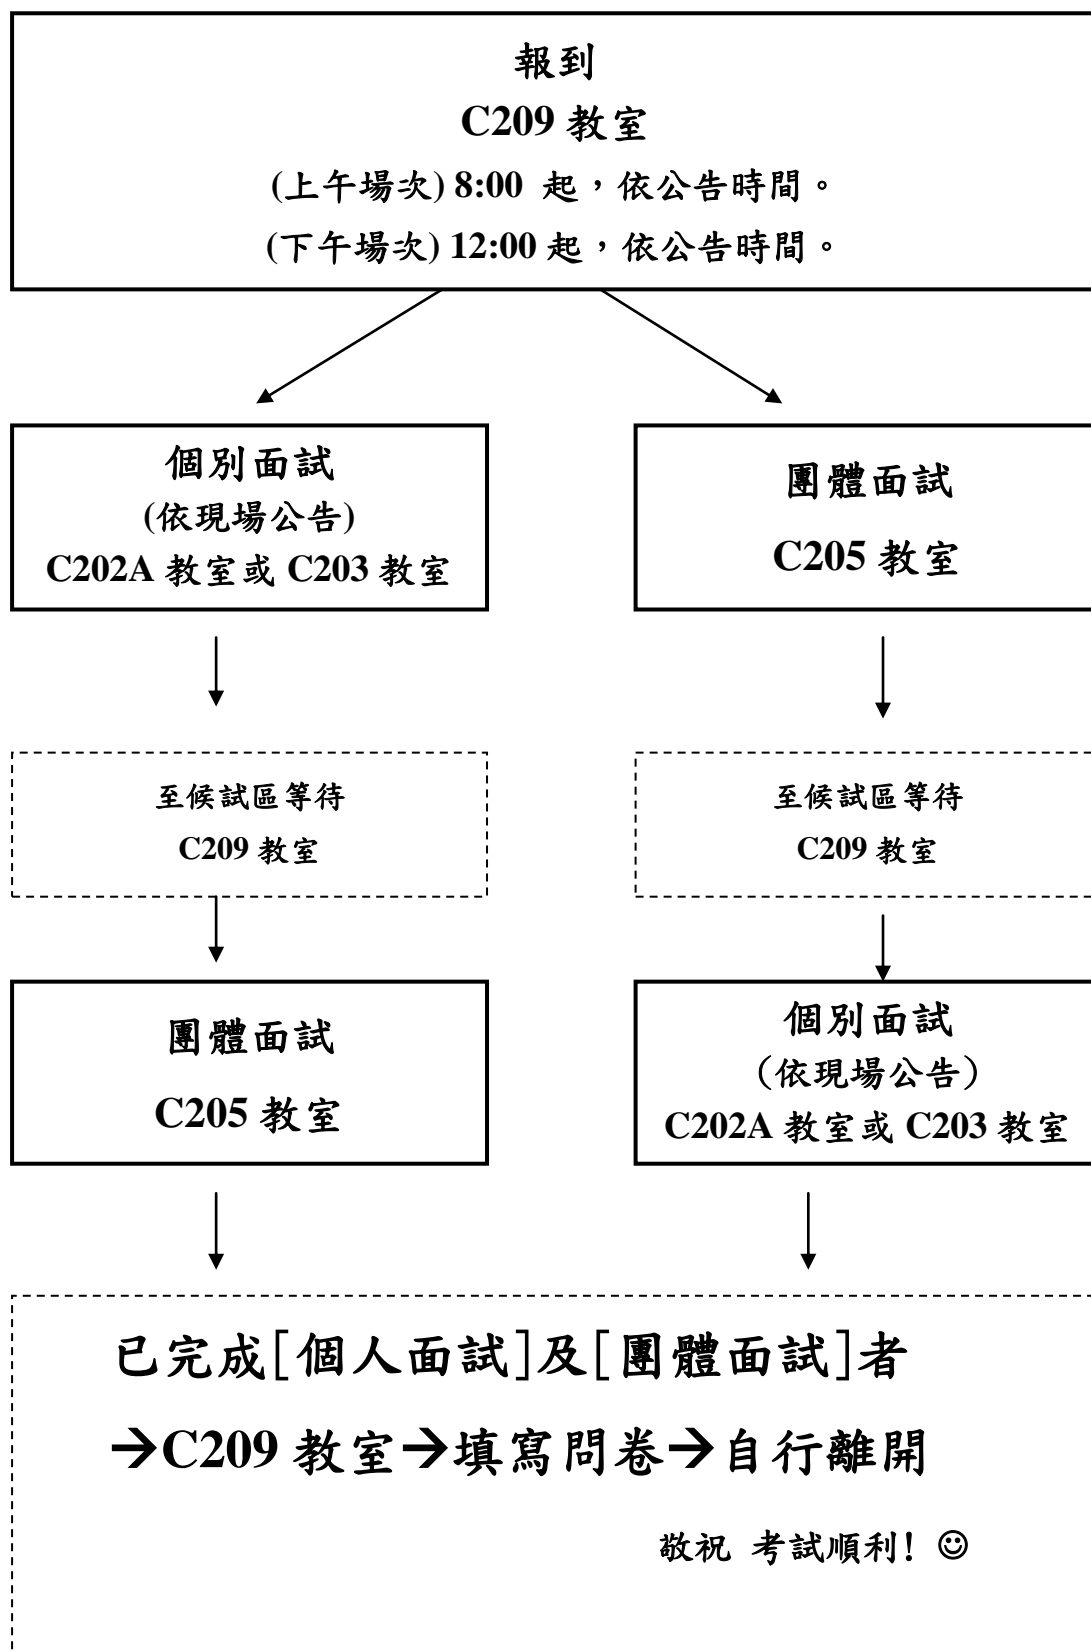 報到
C209 教室
(上午場次) 8:00 起，依公告時間。
(下午場次) 12:00 起，依公告時間。
個別面試
(依現場公告)
C202A 教室或 C203 教室
團體面試
C205 教室
至候試區等待
C209 教室
至候試區等待
C209 教室
團體面試
C205 教室
個別面試
（依現場公告）
C202A 教室或 C203 教室
已完成[個人面試]及[團體面試]者
→C209 教室→填寫問卷→自行離開
敬祝 考試順利! ☺